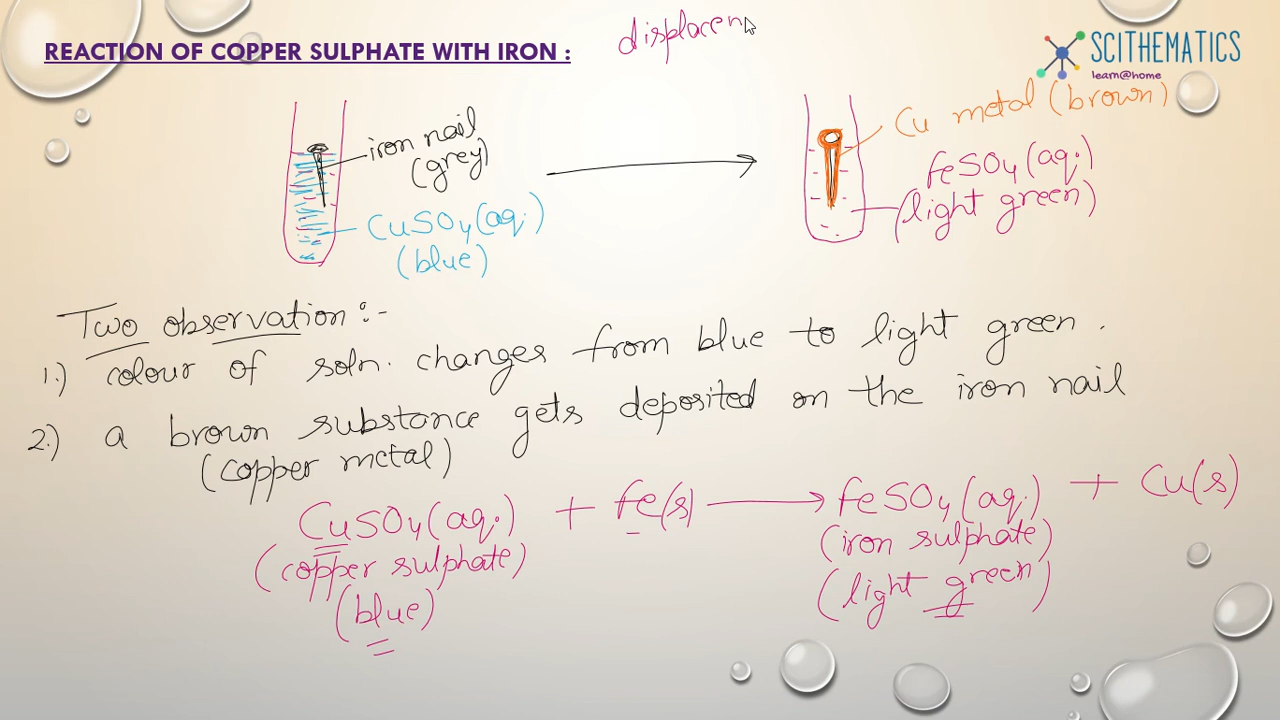 displacem
REACTION OF COPPER SULPHATE WITH IRON :
SCITHEMATICS
learn@home
iron nail
(grey)
CuSO4(aq.)
(blue)
Cu metal (brown)
FeSO4(aq.)
(light green)
Two observation :-
1.) colour of soln. changes from blue to light green.
2.) a brown substance gets deposited on the iron nail
(copper metal)
CuSO4(aq.) + Fe(s) → FeSO4(aq.) + Cu(s)
(copper sulphate) (iron sulphate)
(blue) (light green)